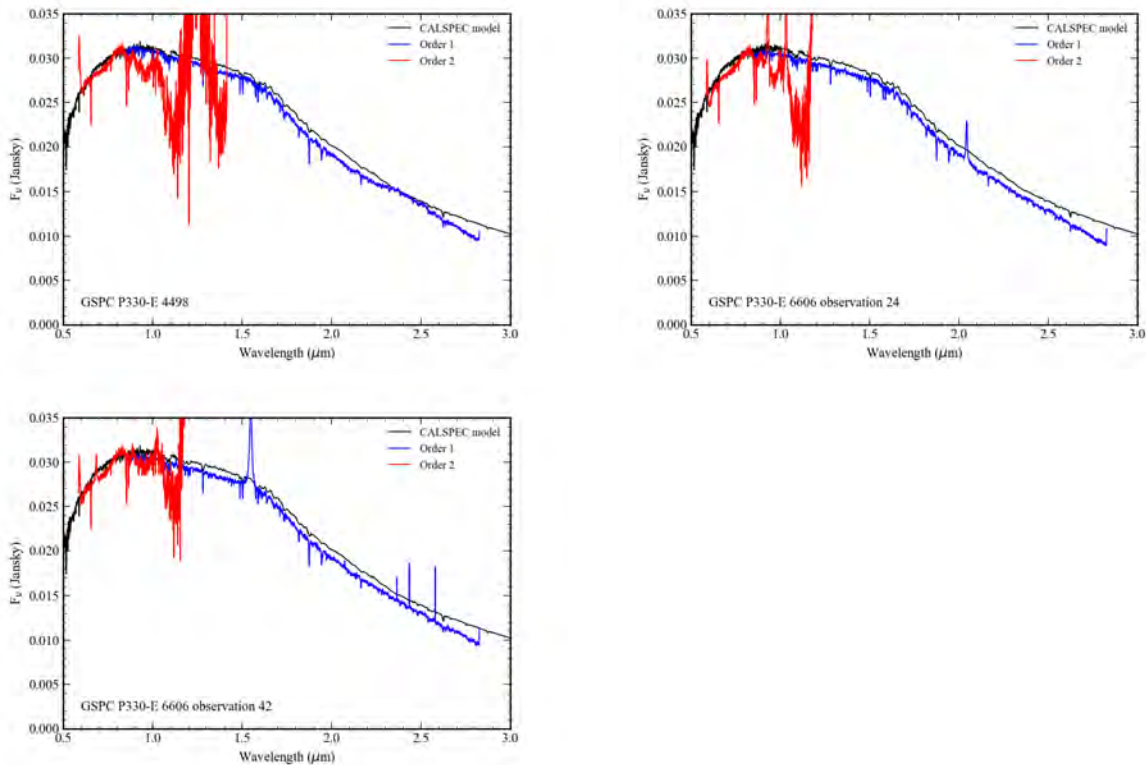 0.035
0.030
0.025
0.020
0.015
0.010
0.005
0.000
F𝜈 (Jansky)
CALSPEC model
Order 1
Order 2
GSPC P330-E 4498
0.5 1.0 1.5 2.0 2.5 3.0
Wavelength (μm)
0.035
0.030
0.025
0.020
0.015
0.010
0.005
0.000
F𝜈 (Jansky)
CALSPEC model
Order 1
Order 2
GSPC P330-E 6606 observation 24
0.5 1.0 1.5 2.0 2.5 3.0
Wavelength (μm)
0.035
0.030
0.025
0.020
0.015
0.010
0.005
0.000
F𝜈 (Jansky)
CALSPEC model
Order 1
Order 2
GSPC P330-E 6606 observation 42
0.5 1.0 1.5 2.0 2.5 3.0
Wavelength (μm)